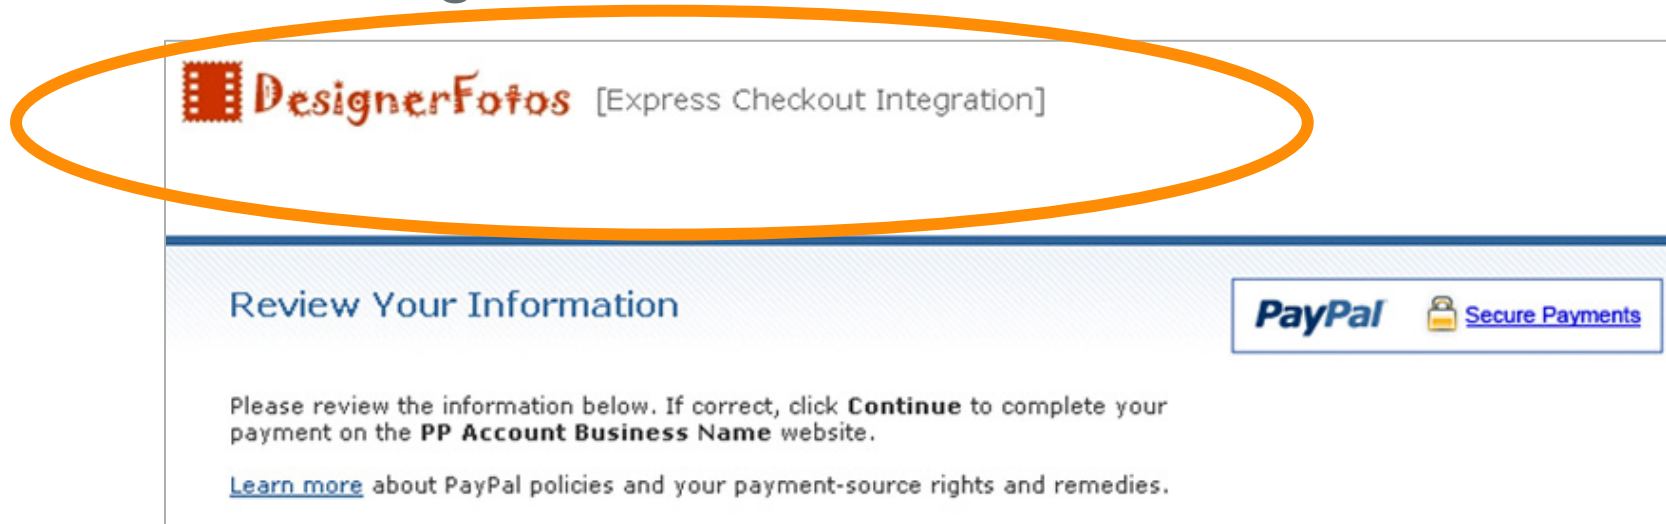 DesignerFotos [Express Checkout Integration]
Review Your Information
PayPal Secure Payments
Please review the information below. If correct, click Continue to complete your
payment on the PP Account Business Name website.
Learn more about PayPal policies and your payment-source rights and remedies.